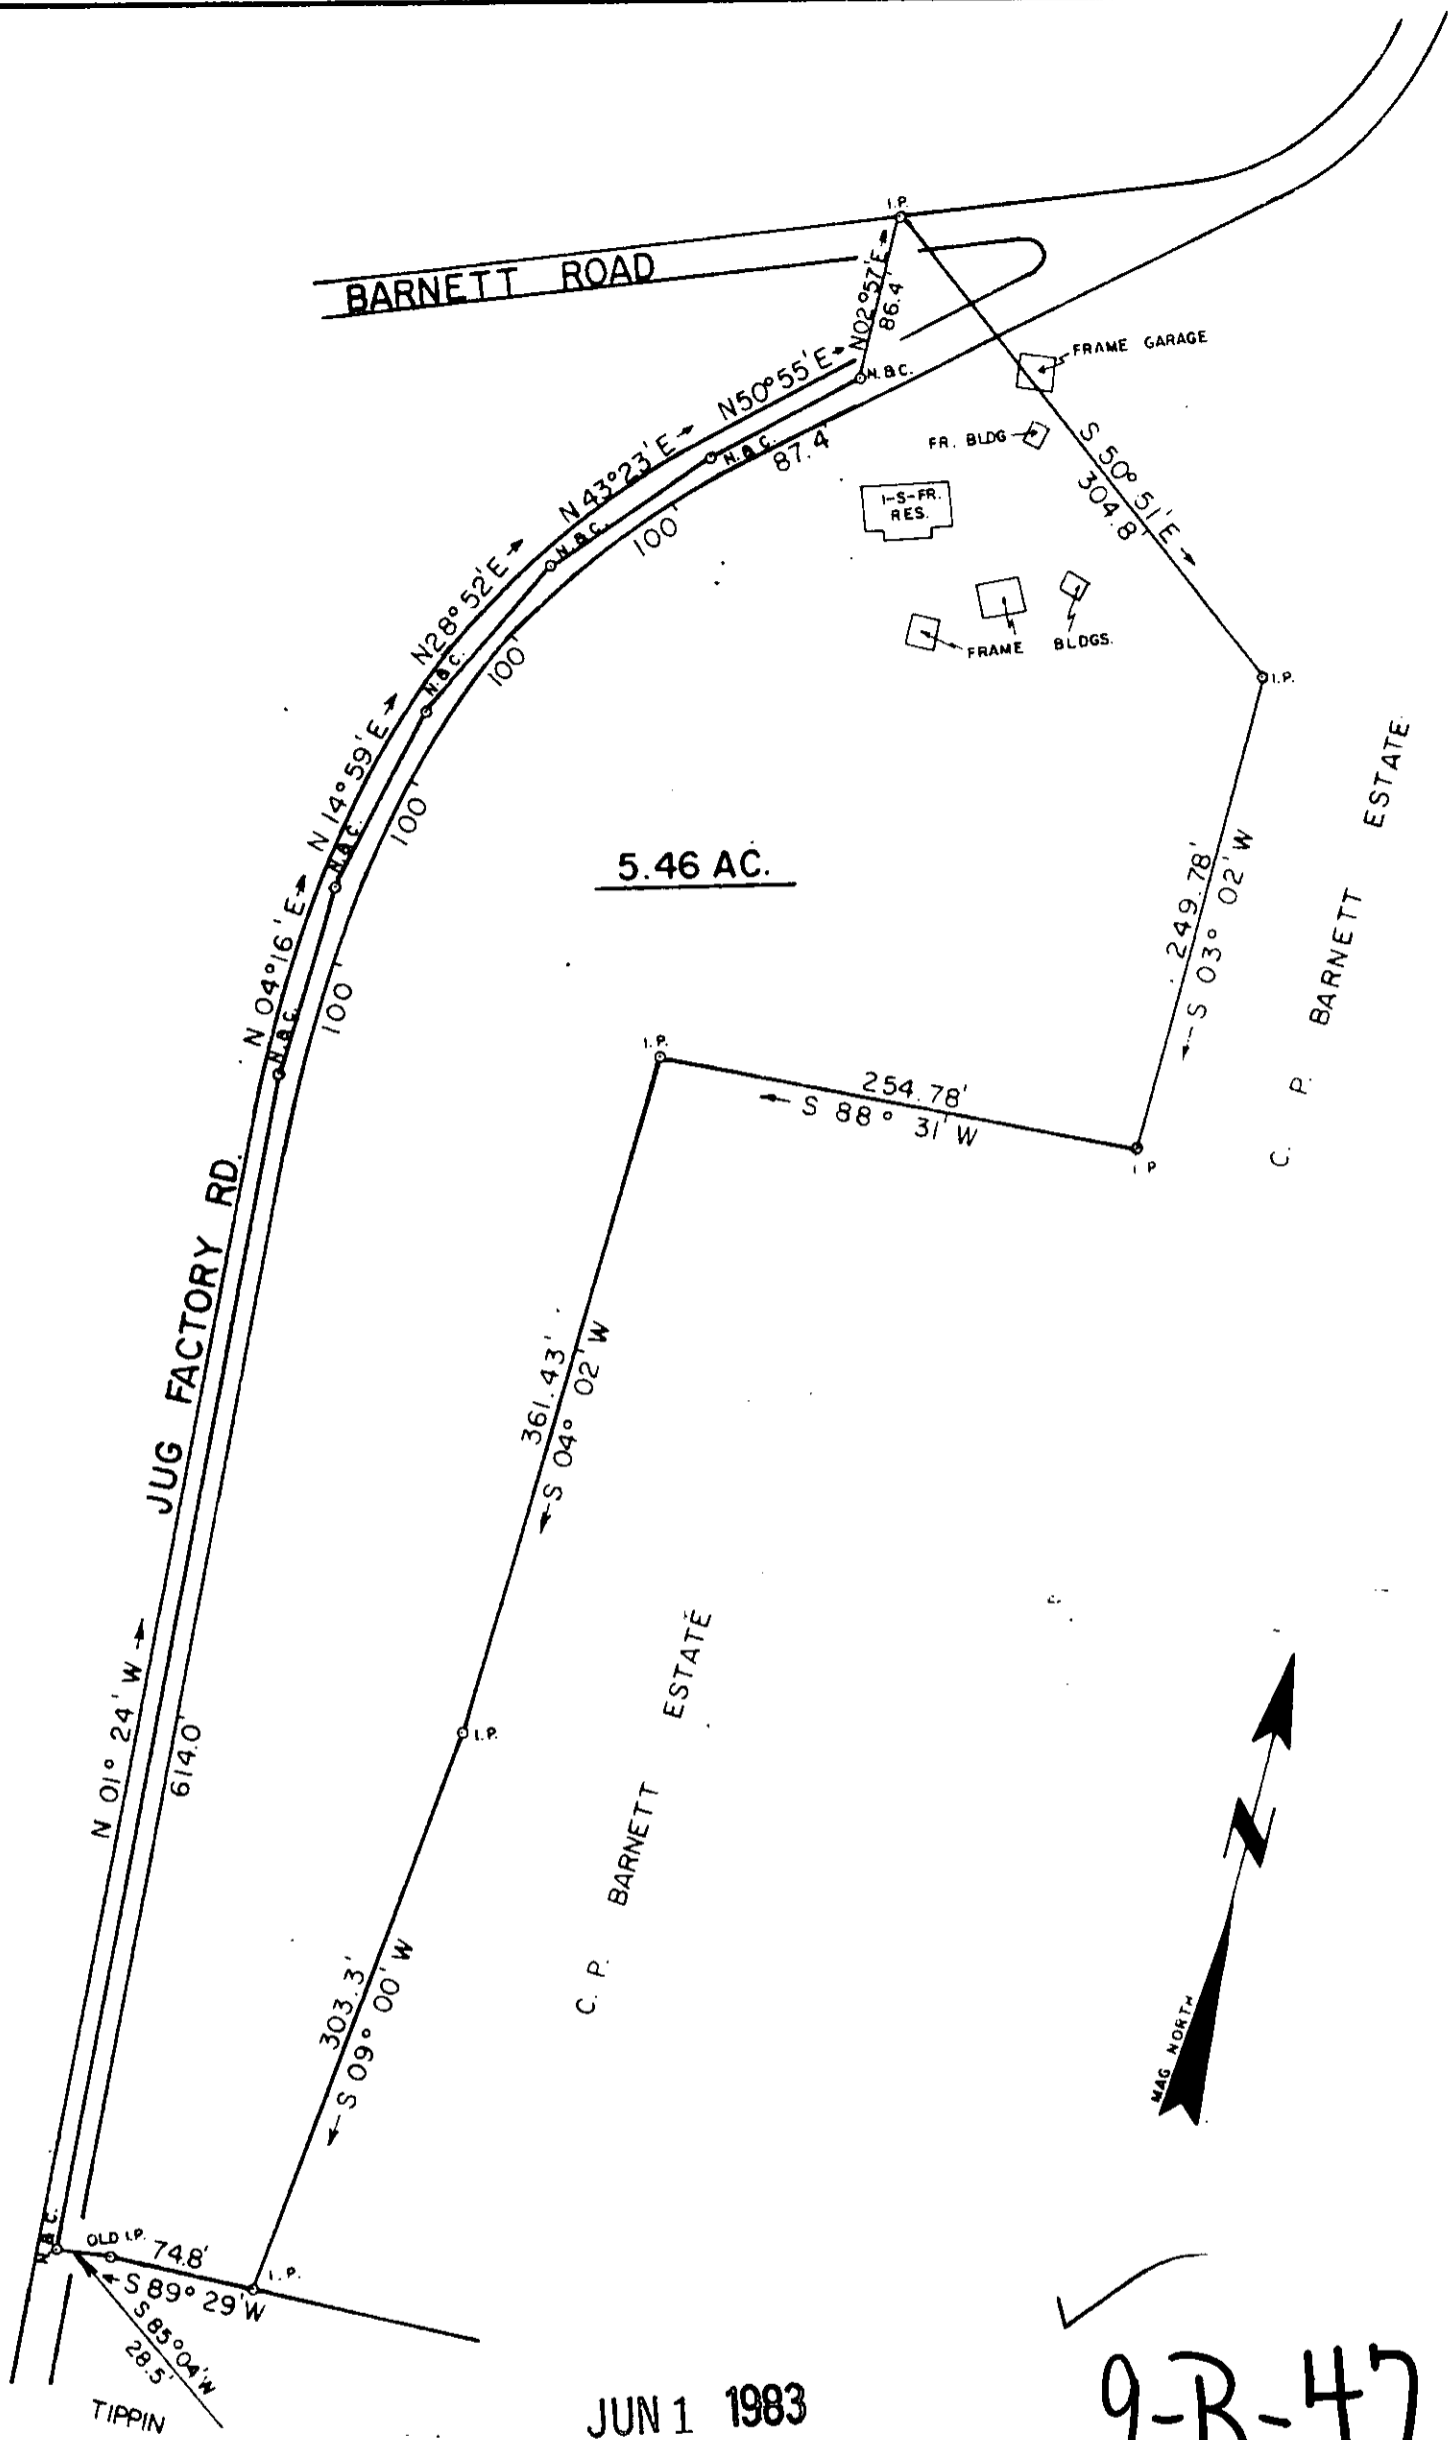 I.P.
BARNETT ROAD
N02°57'E
86.4'
N50°55'E
N.&C.
FRAME GARAGE
FR. BLDG
N43°23'E
N.&C.
87.4'
S 50° 51' E
304.8'
1-S-FR.
RES.
N.&C.
100'
N28°52'E
FRAME BLDGS.
100'
N.&C.
I.P.
N 14°59'E
100'
N.&C.
5.46 AC.
249.78'
S 03° 02' W
C. P. BARNETT ESTATE
N 04°16'E
100'
N.&C.
I.P.
254.78'
S 88° 31' W
I.P
JUG FACTORY RD.
361.43'
S 04° 02' W
N 01° 24' W
614.0'
I.P.
C. P. BARNETT ESTATE
303.3'
S 09° 00' W
MAG NORTH
N
N.&C.
OLD I.P.
74.8'
S 89° 29'W
I.P.
S 85°04'W
28.5'
TIPPIN
JUN 1 1983
9-R-47